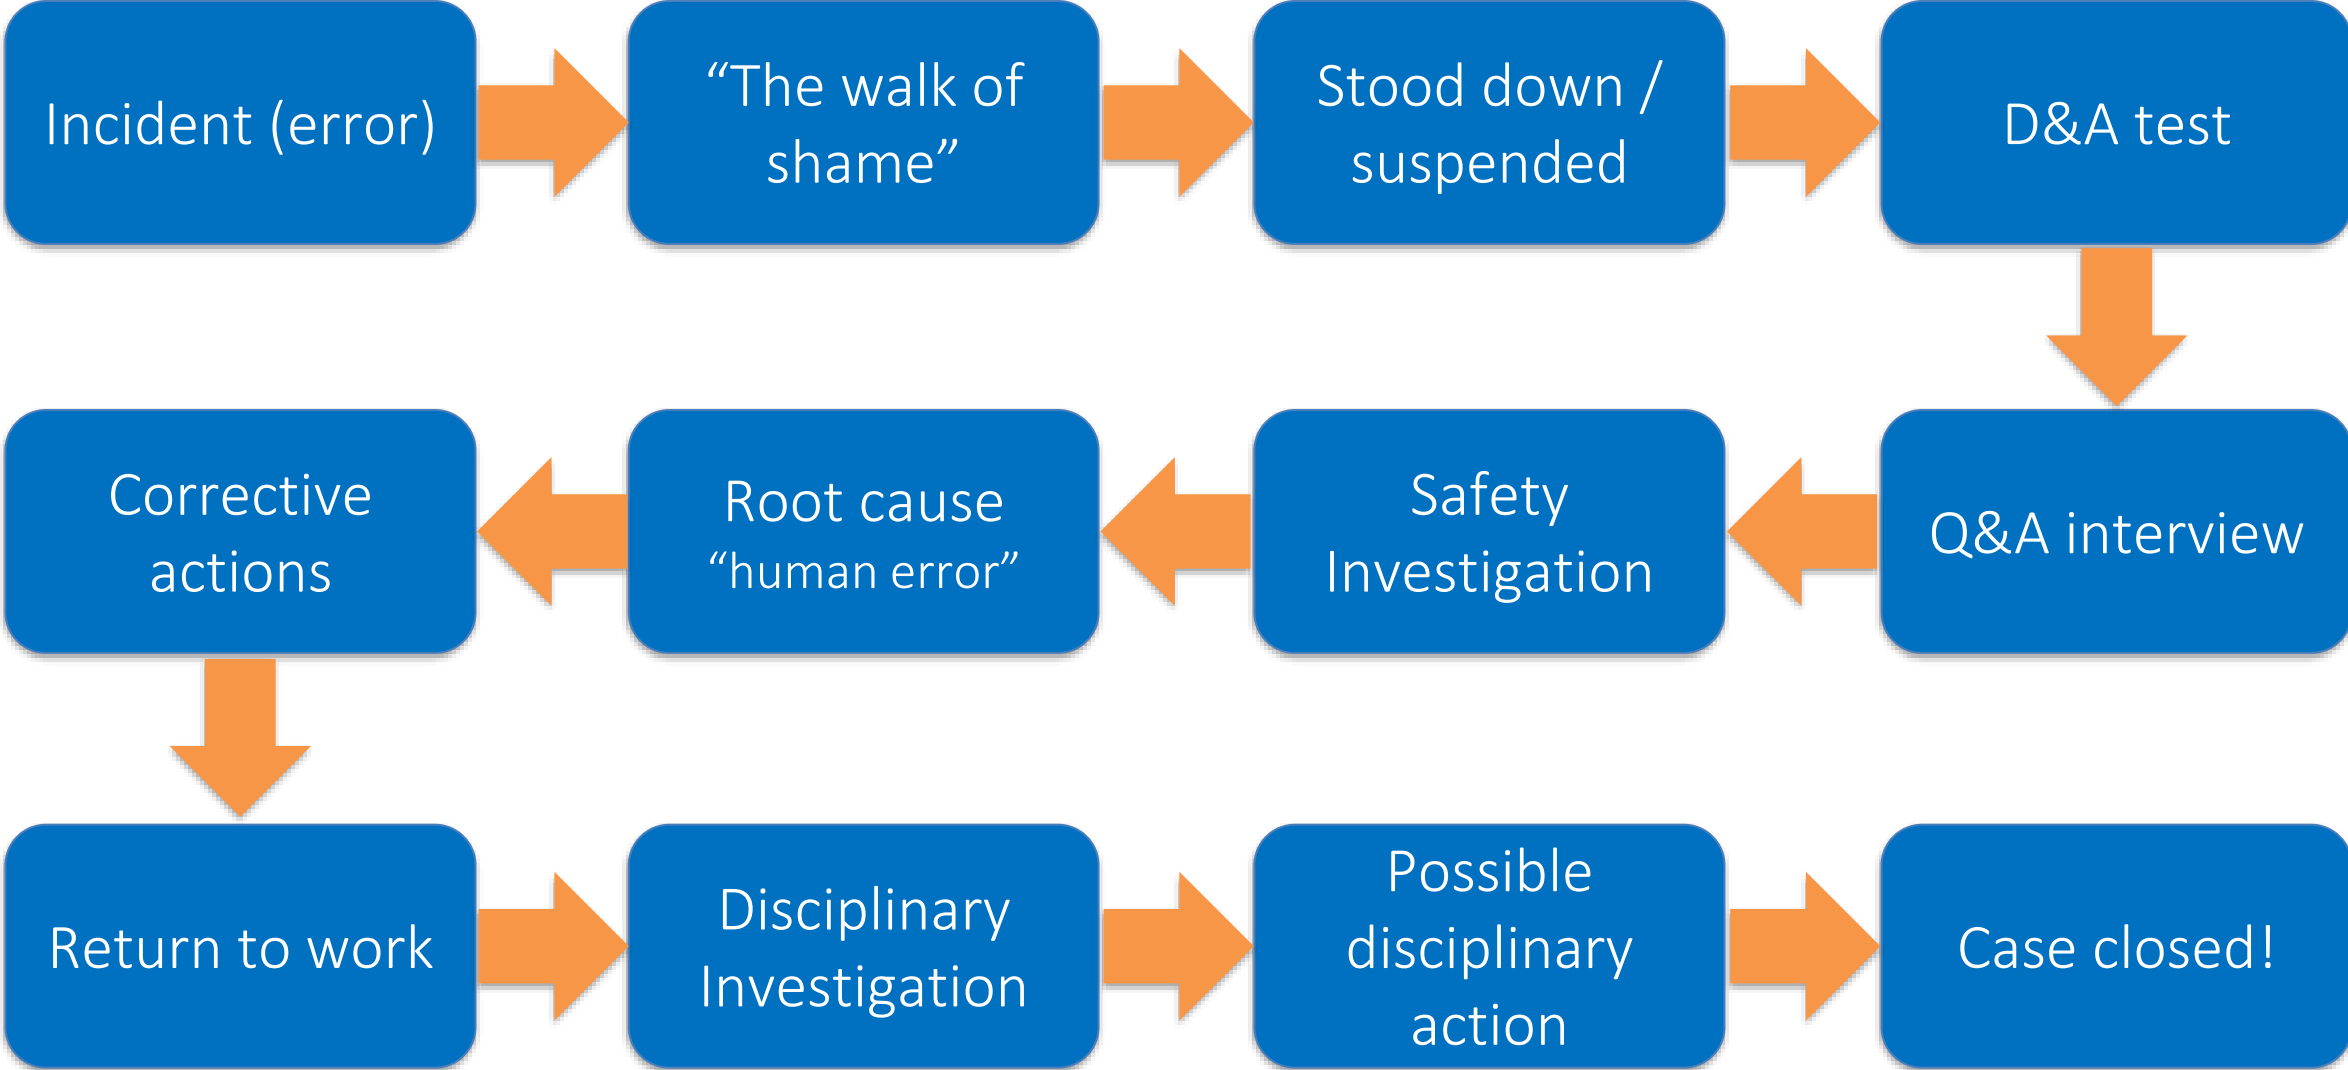 Incident (error)
“The walk of
shame”
Stood down /
suspended
D&A test
Q&A interview
Safety
Investigation
Root cause
“human error”
Corrective
actions
Return to work
Disciplinary
Investigation
Possible
disciplinary
action
Case closed!